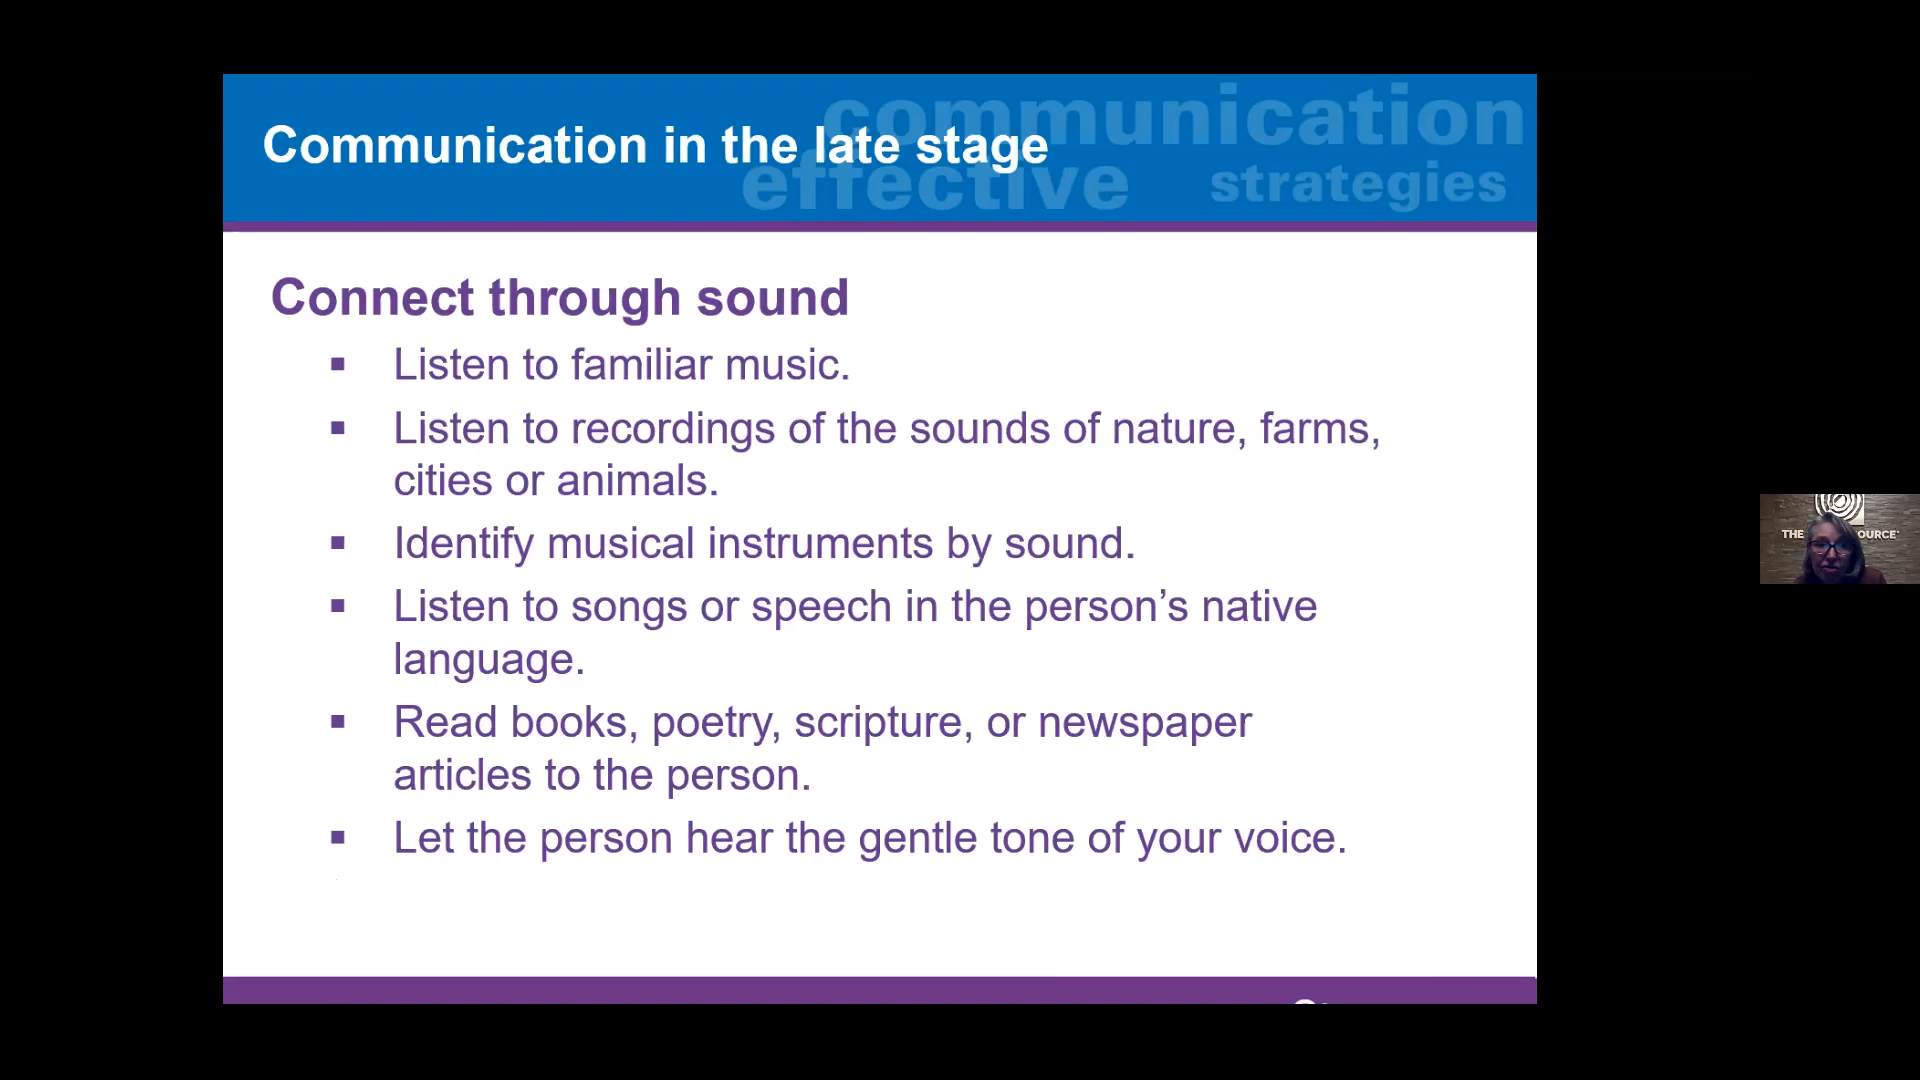 communication
Communication in the late stage
effective strategies
Connect through sound
▪ Listen to familiar music.
▪ Listen to recordings of the sounds of nature, farms,
cities or animals.
▪ Identify musical instruments by sound.
▪ Listen to songs or speech in the person’s native
language.
▪ Read books, poetry, scripture, or newspaper
articles to the person.
▪ Let the person hear the gentle tone of your voice.
THE OURCE